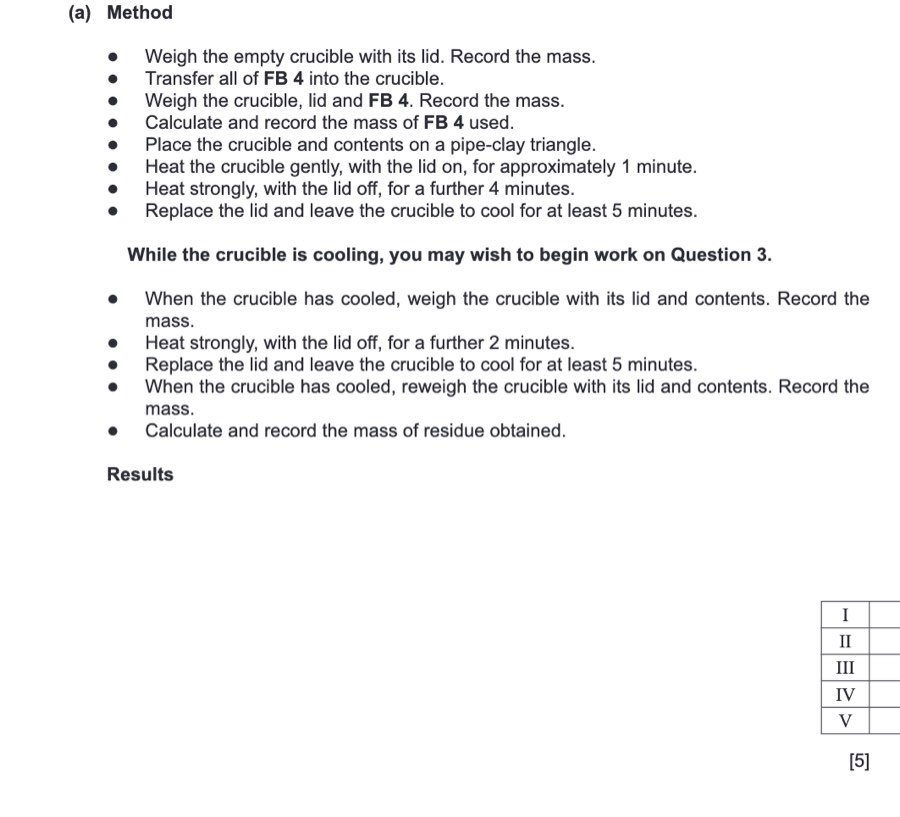 (a) Method
● Weigh the empty crucible with its lid. Record the mass.
● Transfer all of FB 4 into the crucible.
● Weigh the crucible, lid and FB 4. Record the mass.
● Calculate and record the mass of FB 4 used.
● Place the crucible and contents on a pipe-clay triangle.
● Heat the crucible gently, with the lid on, for approximately 1 minute.
● Heat strongly, with the lid off, for a further 4 minutes.
● Replace the lid and leave the crucible to cool for at least 5 minutes.
While the crucible is cooling, you may wish to begin work on Question 3.
● When the crucible has cooled, weigh the crucible with its lid and contents. Record the
mass.
● Heat strongly, with the lid off, for a further 2 minutes.
● Replace the lid and leave the crucible to cool for at least 5 minutes.
● When the crucible has cooled, reweigh the crucible with its lid and contents. Record the
mass.
● Calculate and record the mass of residue obtained.
Results
I
II
III
IV
V
[5]